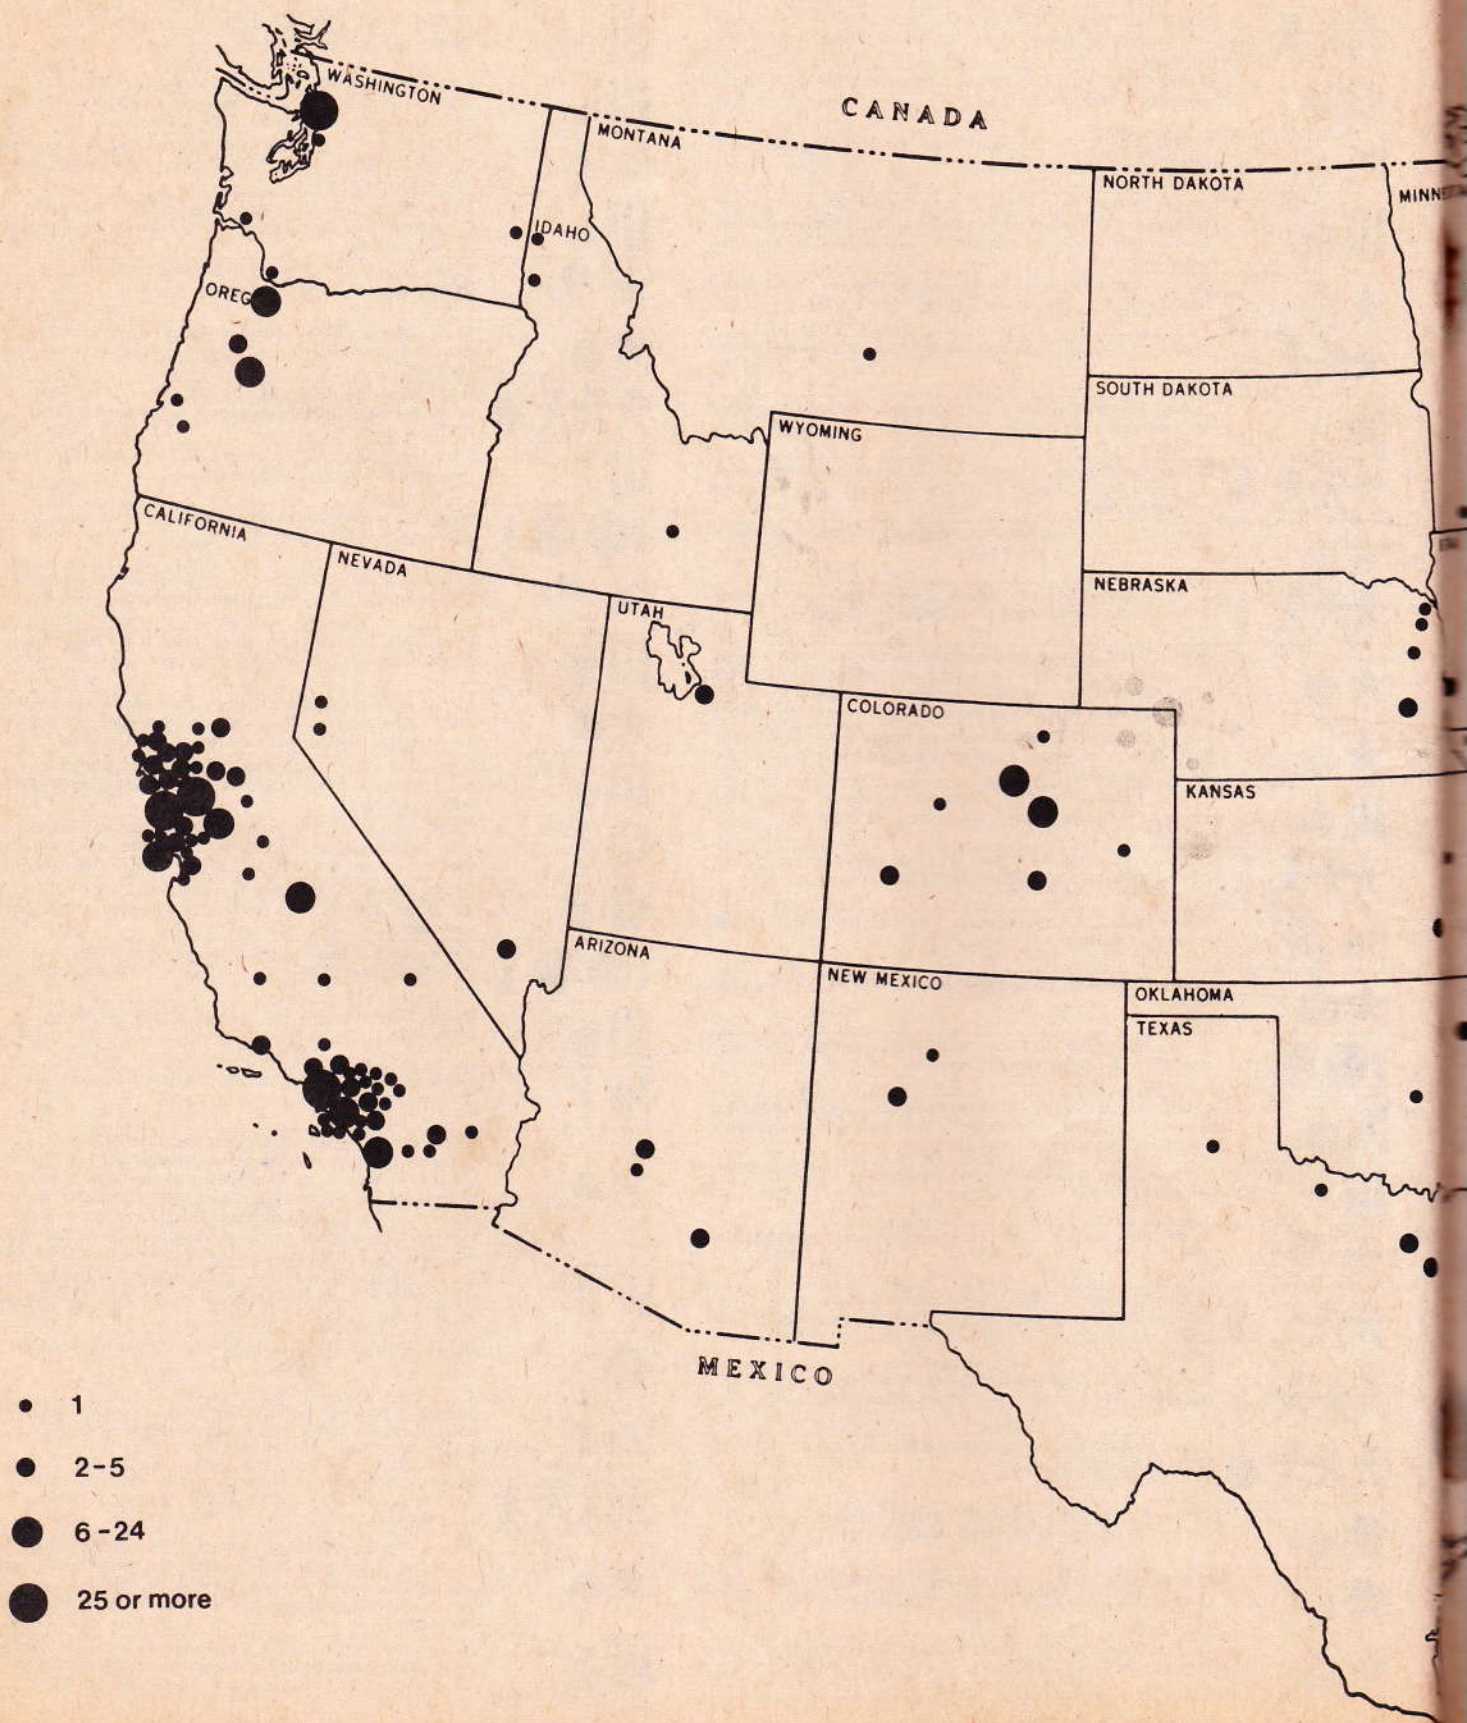 WASHINGTON
CANADA
MONTANA
NORTH DAKOTA
MINN
IDAHO
OREG
SOUTH DAKOTA
WYOMING
CALIFORNIA
NEVADA
NEBRASKA
UTAH
COLORADO
KANSAS
ARIZONA
NEW MEXICO
OKLAHOMA
TEXAS
MEXICO
1
2-5
6-24
25 or more